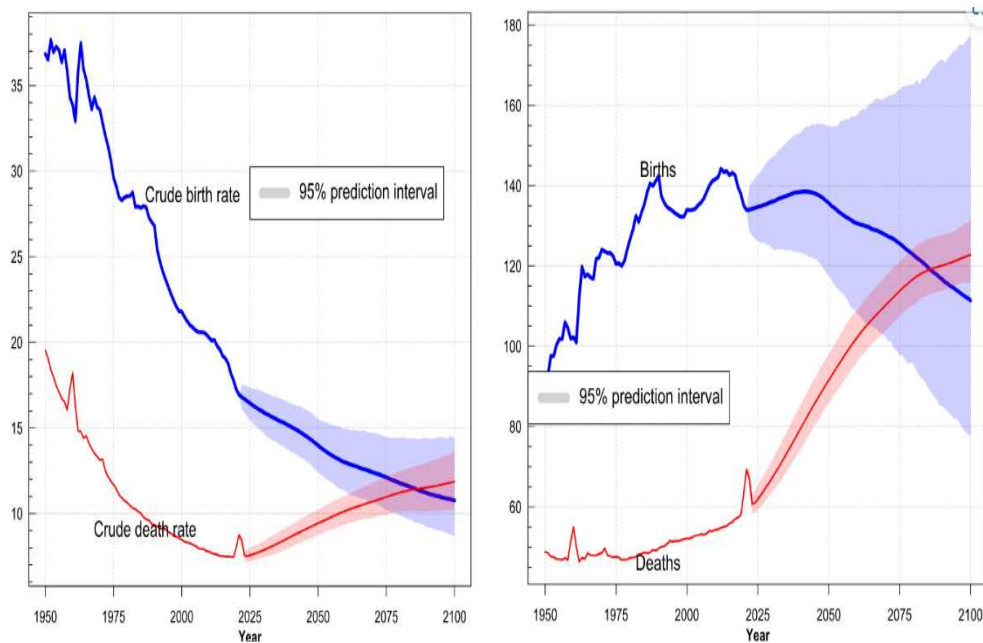 35
30
25
20
15
10
Crude birth rate
95% prediction interval
Crude death rate
1950 1975 2000 2025 2050 2075 2100
Year
180
160
140
120
100
80
60
Births
95% prediction interval
Deaths
1950 1975 2000 2025 2050 2075 2100
Year